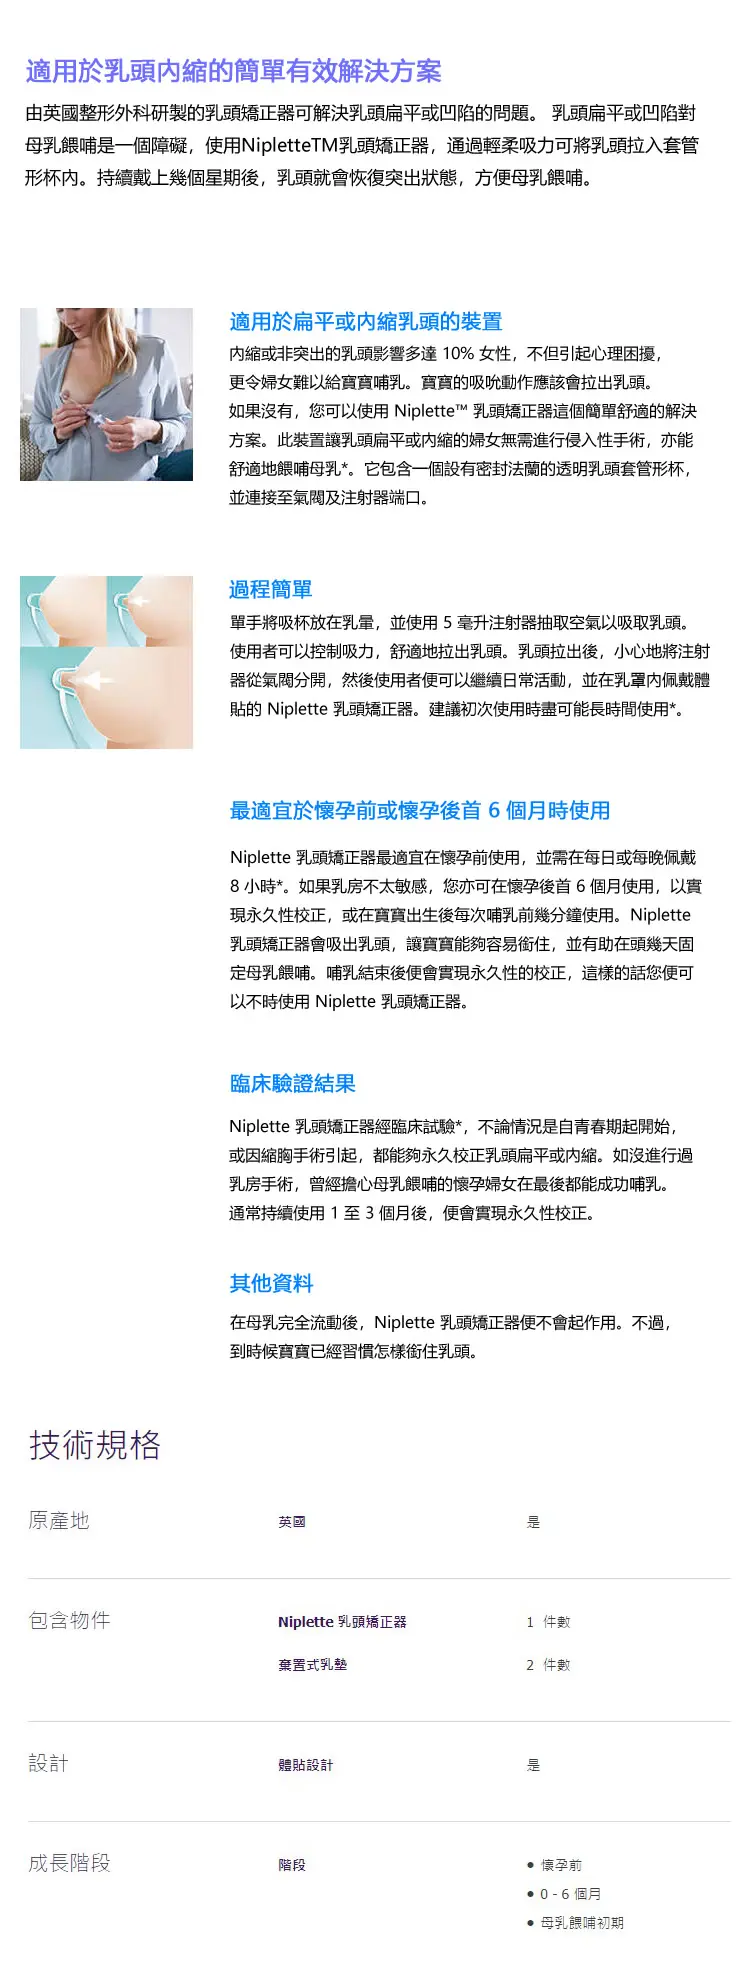 適用於乳頭內縮的簡單有效解決方案
由英國整形外科研製的乳頭矯正器可解決乳頭扁平或凹陷的問題。 乳頭扁平或凹陷對
母乳餵哺是一個障礙，使用NipletteTM乳頭矯正器，通過輕柔吸力可將乳頭拉入套管
形杯內。持續戴上幾個星期後，乳頭就會恢復突出狀態，方便母乳餵哺。
適用於扁平或內縮乳頭的裝置
內縮或非突出的乳頭影響多達 10% 女性，不但引起心理困擾，
更令婦女難以給寶寶哺乳。寶寶的吸吮動作應該會拉出乳頭。
如果沒有，您可以使用 Niplette™ 乳頭矯正器這個簡單舒適的解決
方案。此裝置讓乳頭扁平或內縮的婦女無需進行侵入性手術，亦能
舒適地餵哺母乳*。它包含一個設有密封法蘭的透明乳頭套管形杯，
並連接至氣閥及注射器端口。
過程簡單
單手將吸杯放在乳暈，並使用 5 毫升注射器抽取空氣以吸取乳頭。
使用者可以控制吸力，舒適地拉出乳頭。乳頭拉出後，小心地將注射
器從氣閥分開，然後使用者便可以繼續日常活動，並在乳罩內佩戴體
貼的 Niplette 乳頭矯正器。建議初次使用時盡可能長時間使用*。
最適宜於懷孕前或懷孕後首 6 個月時使用
Niplette 乳頭矯正器最適宜在懷孕前使用，並需在每日或每晚佩戴
8 小時*。如果乳房不太敏感，您亦可在懷孕後首 6 個月使用，以實
現永久性校正，或在寶寶出生後每次哺乳前幾分鐘使用。Niplette
乳頭矯正器會吸出乳頭，讓寶寶能夠容易銜住，並有助在頭幾天固
定母乳餵哺。哺乳結束後便會實現永久性的校正，這樣的話您便可
以不時使用 Niplette 乳頭矯正器。
臨床驗證結果
Niplette 乳頭矯正器經臨床試驗*，不論情況是自青春期起開始，
或因縮胸手術引起，都能夠永久校正乳頭扁平或內縮。如沒進行過
乳房手術，曾經擔心母乳餵哺的懷孕婦女在最後都能成功哺乳。
通常持續使用 1 至 3 個月後，便會實現永久性校正。
其他資料
在母乳完全流動後，Niplette 乳頭矯正器便不會起作用。不過，
到時候寶寶已經習慣怎樣銜住乳頭。
技術規格
原產地 英國 是
包含物件 Niplette 乳頭矯正器 1 件數
棄置式乳墊 2 件數
設計 體貼設計 是
成長階段 階段 • 懷孕前
• 0 - 6 個月
• 母乳餵哺初期